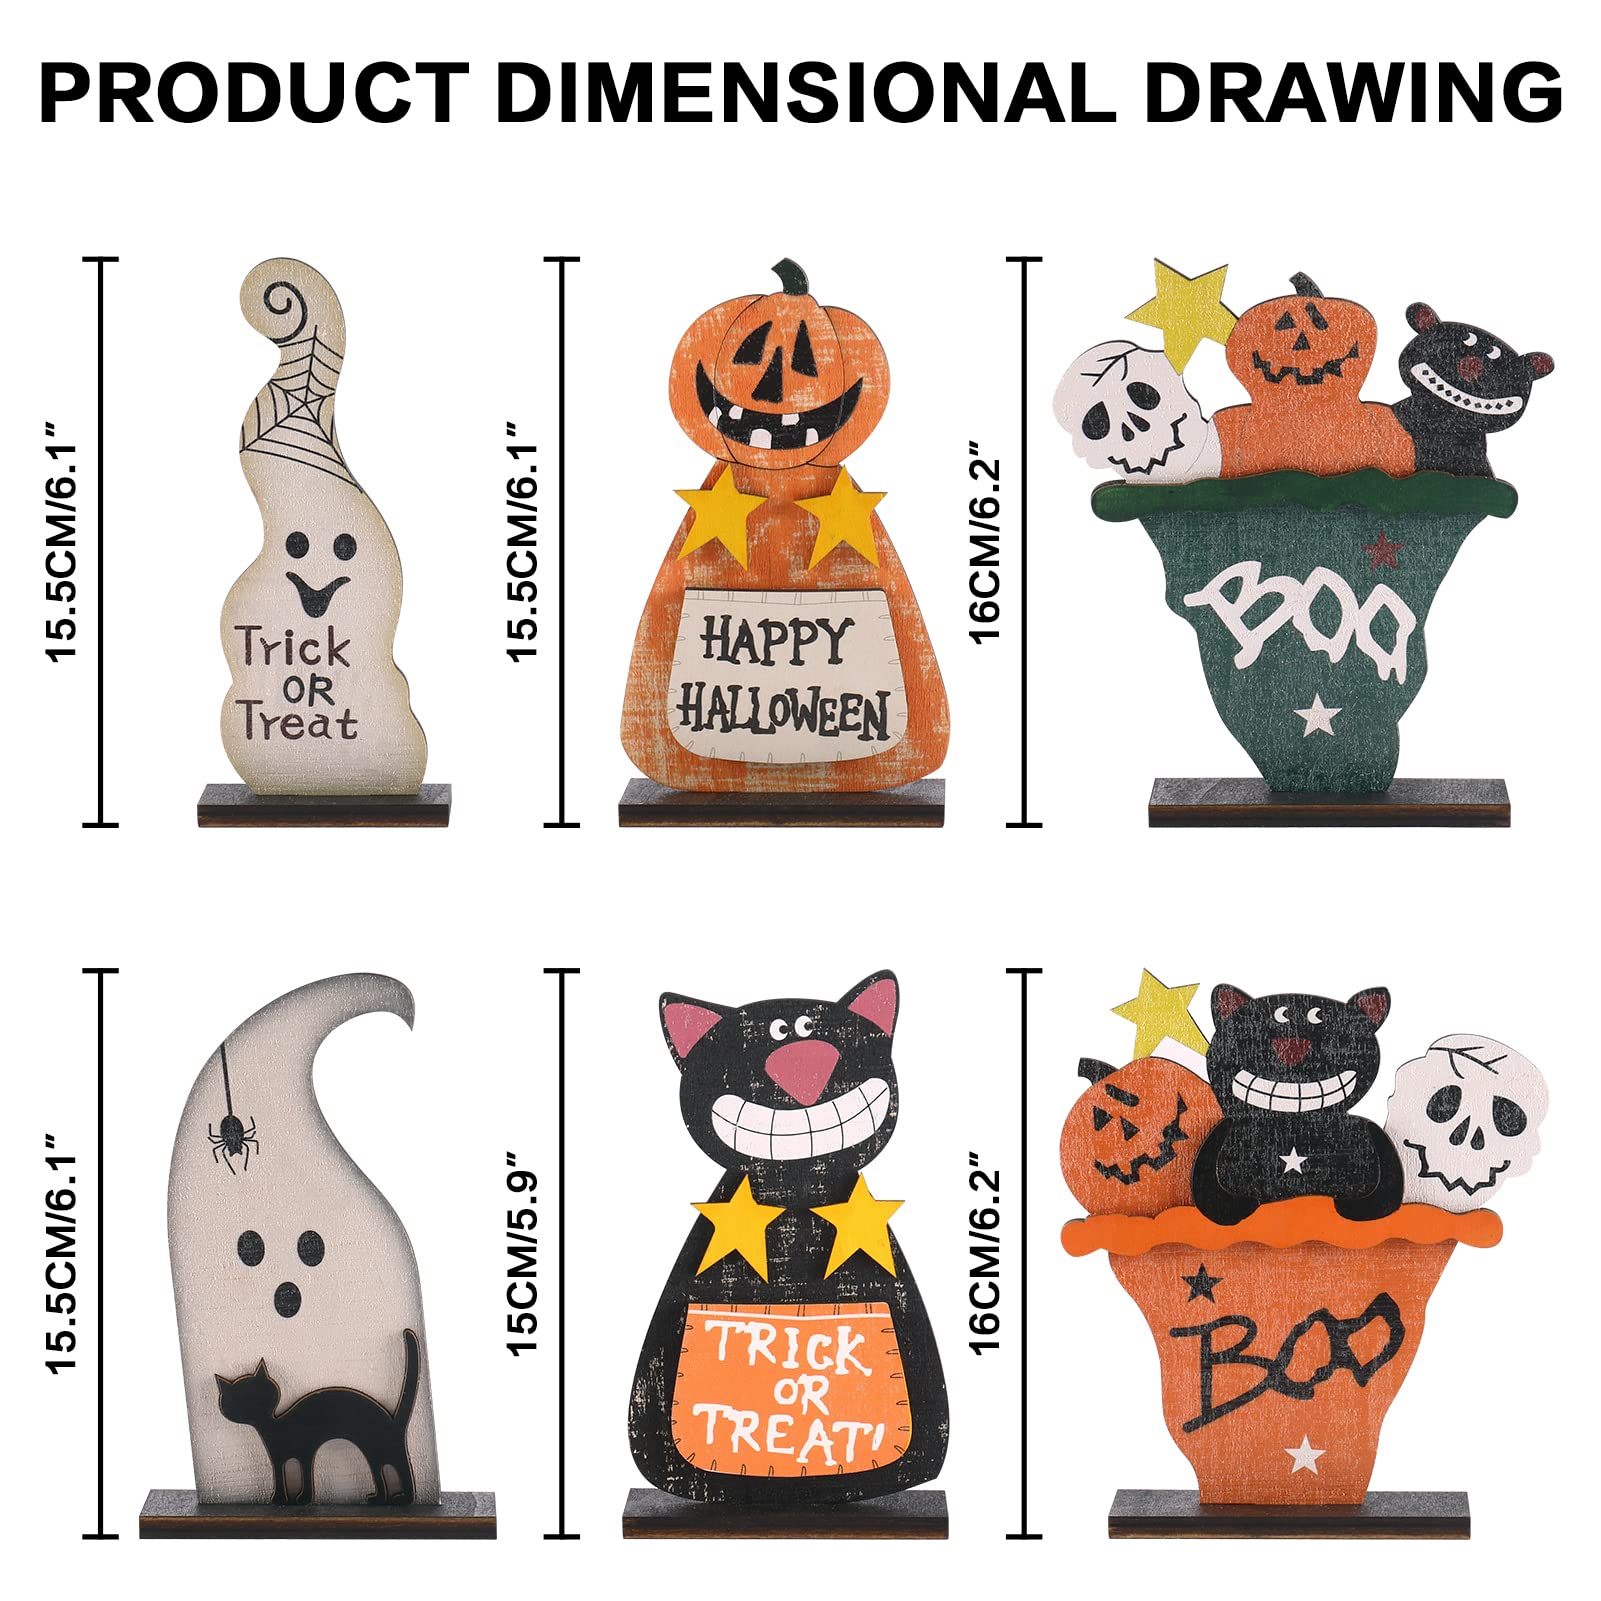 PRODUCT DIMENSIONAL DRAWING
15.5CM/6.1″
Trick
OR
Treat
15.5CM/6.1″
HAPPY
HALLOWEEN
16CM/6.2″
BOO
15.5CM/6.1″
15CM/5.9″
TRICK
OR
TREAT!
16CM/6.2″
BOO